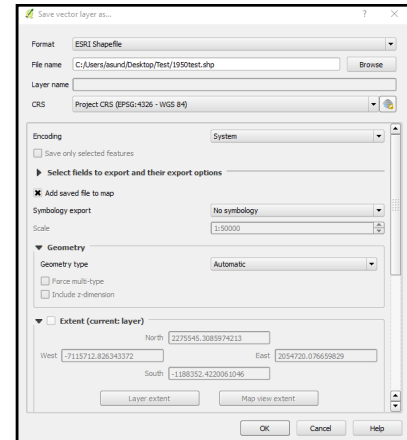 Save vector layer as...
Format ESRI Shapefile
File name C:/Users/asund/Desktop/Test/1950test.shp Browse
Layer name
CRS Project CRS (EPSG:4326 - WGS 84)
Encoding System
Save only selected features
Select fields to export and their export options
Add saved file to map
Symbology export No symbology
Scale 1:50000
Geometry
Geometry type Automatic
Force multi-type
Include z-dimension
Extent (current: layer)
North 2275545.3085974213
West -7115712.826343372 East 2054720.076659829
South -1188352.4220061046
Layer extent Map view extent
OK Cancel Help